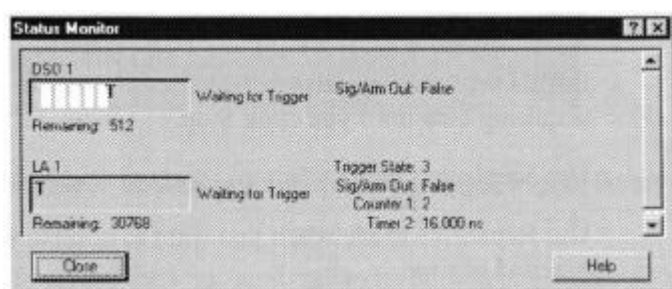 Status Monitor
DSO 1
T
Waiting for Trigger
Sig/Arm Out: False
Remaining: 512
LA 1
T
Waiting for Trigger
Trigger State: 3
Sig/Arm Out: False
Counter 1: 2
Timer 2: 16.000 ns
Remaining: 30768
Close
Help